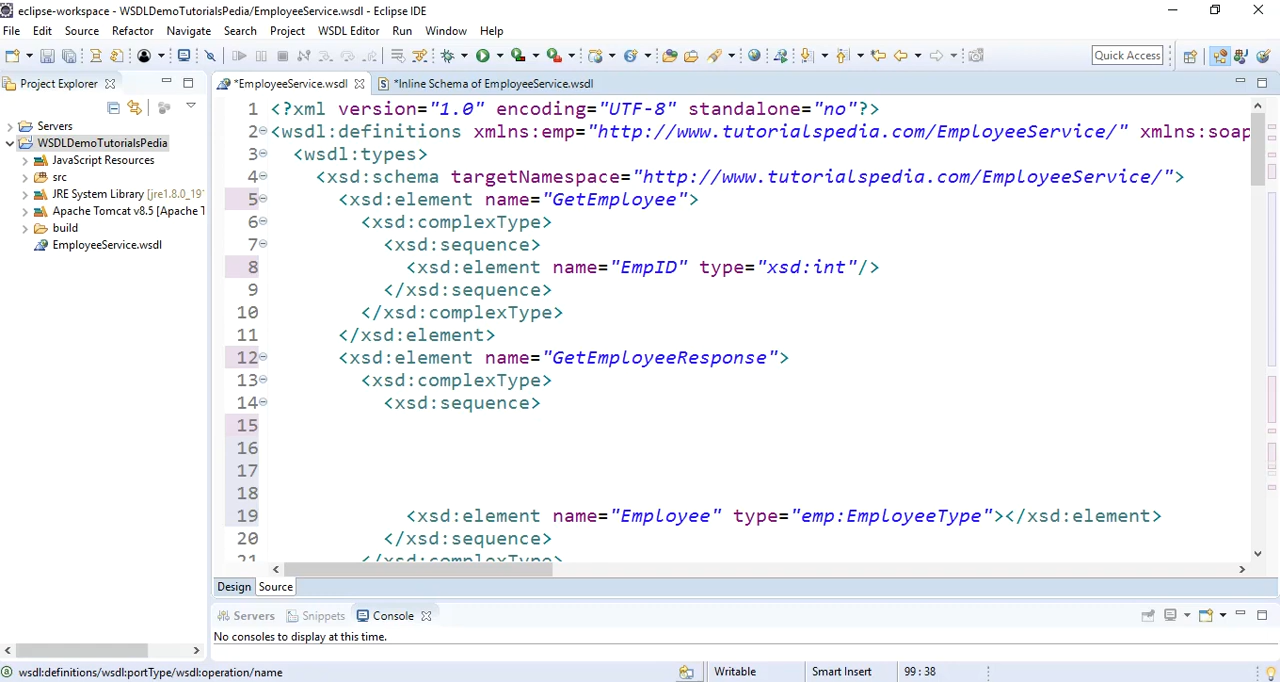 eclipse-workspace - WSDLDemoTutorialsPedia/EmployeeService.wsdl - Eclipse IDE
File Edit Source Refactor Navigate Search Project WSDL Editor Run Window Help
Quick Access
Project Explorer
*EmployeeService.wsdl
*Inline Schema of EmployeeService.wsdl
Servers
WSDLDemoTutorialsPedia
JavaScript Resources
src
JRE System Library [jre1.8.0_191
Apache Tomcat v8.5 [Apache T
build
EmployeeService.wsdl
1 <?xml version="1.0" encoding="UTF-8" standalone="no"?>
2 <wsdl:definitions xmlns:emp="http://www.tutorialspedia.com/EmployeeService/" xmlns:soap
3 <wsdl:types>
4 <xsd:schema targetNamespace="http://www.tutorialspedia.com/EmployeeService/">
5 <xsd:element name="GetEmployee">
6 <xsd:complexType>
7 <xsd:sequence>
8 <xsd:element name="EmpID" type="xsd:int"/>
9 </xsd:sequence>
10 </xsd:complexType>
11 </xsd:element>
12 <xsd:element name="GetEmployeeResponse">
13 <xsd:complexType>
14 <xsd:sequence>
15
16
17
18
19 <xsd:element name="Employee" type="emp:EmployeeType"></xsd:element>
20 </xsd:sequence>
21 </xsd:complexType>
Design Source
Servers Snippets Console
No consoles to display at this time.
wsdl:definitions/wsdl:portType/wsdl:operation/name
Writable Smart Insert 99 : 38